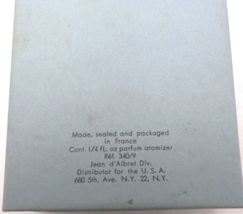 Made, sealed and packaged
in France
Cont. 1/4 FL. oz parfum atomizer
Réf. 340/9
Jean d'Albret Div.
Distributor for the U. S. A.
680 5th. Ave. N.Y. 22, N.Y.